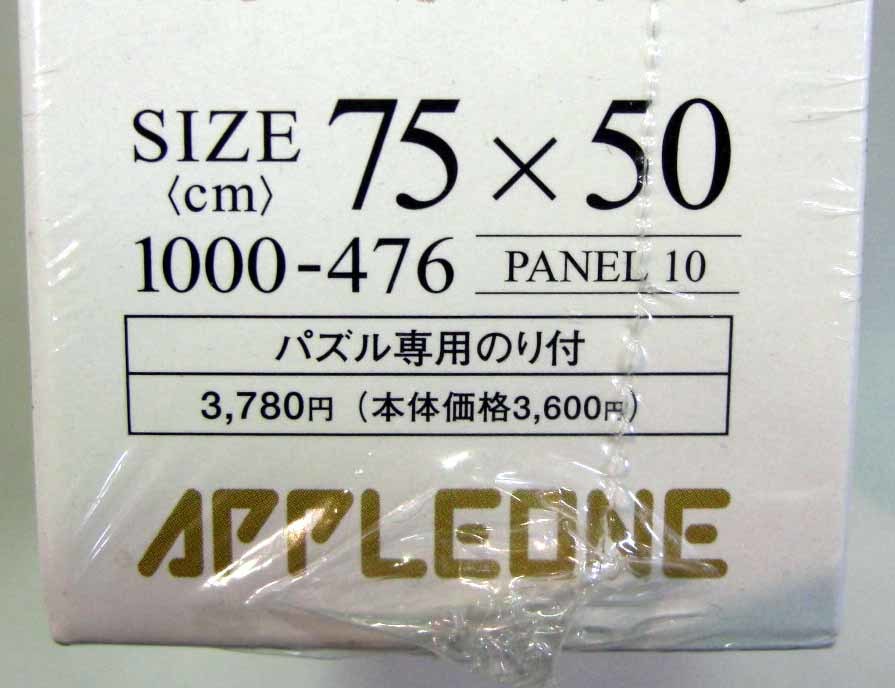 SIZE 75×50
〈cm〉
1000-476 PANEL 10
パズル専用のり付
3,780円（本体価格3,600円）
APPLEONE